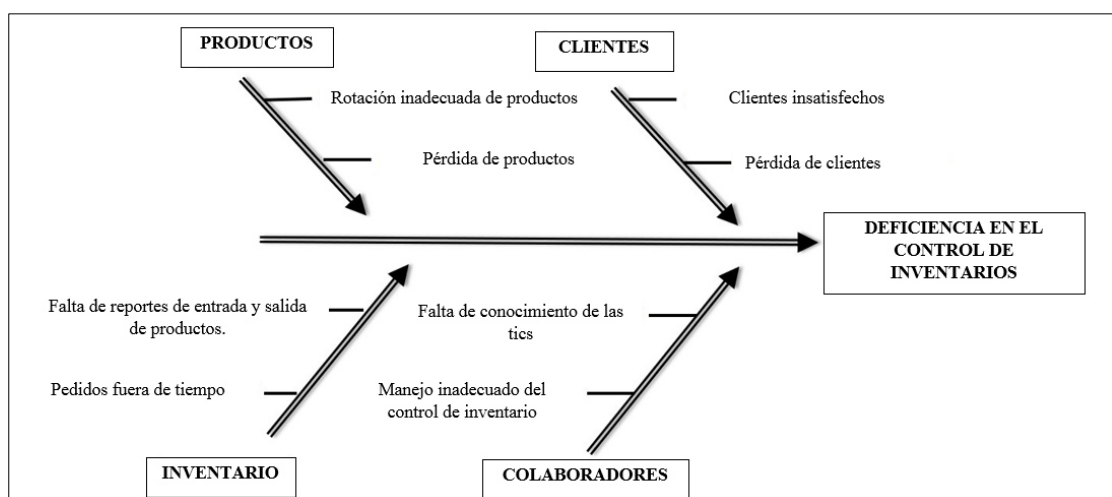 PRODUCTOS
CLIENTES
Rotación inadecuada de productos
Clientes insatisfechos
Pérdida de productos
Pérdida de clientes
DEFICIENCIA EN EL
CONTROL DE
INVENTARIOS
Falta de reportes de entrada y salida
de productos.
Falta de conocimiento de las
tics
Pedidos fuera de tiempo
Manejo inadecuado del
control de inventario
INVENTARIO
COLABORADORES